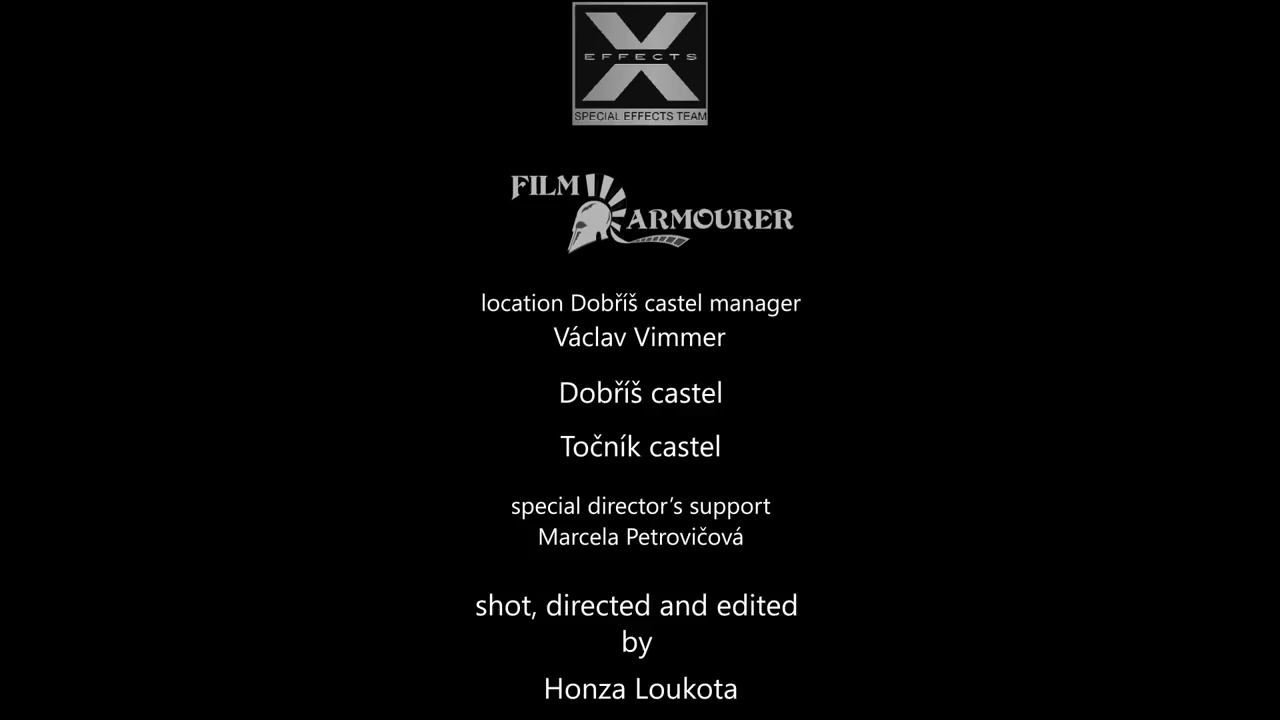 EFFECTS
SPECIAL EFFECTS TEAM
FILM
ARMOURER
location Dobříš castel manager
Václav Vimmer
Dobříš castel
Točník castel
special director’s support
Marcela Petrovičová
shot, directed and edited
by
Honza Loukota